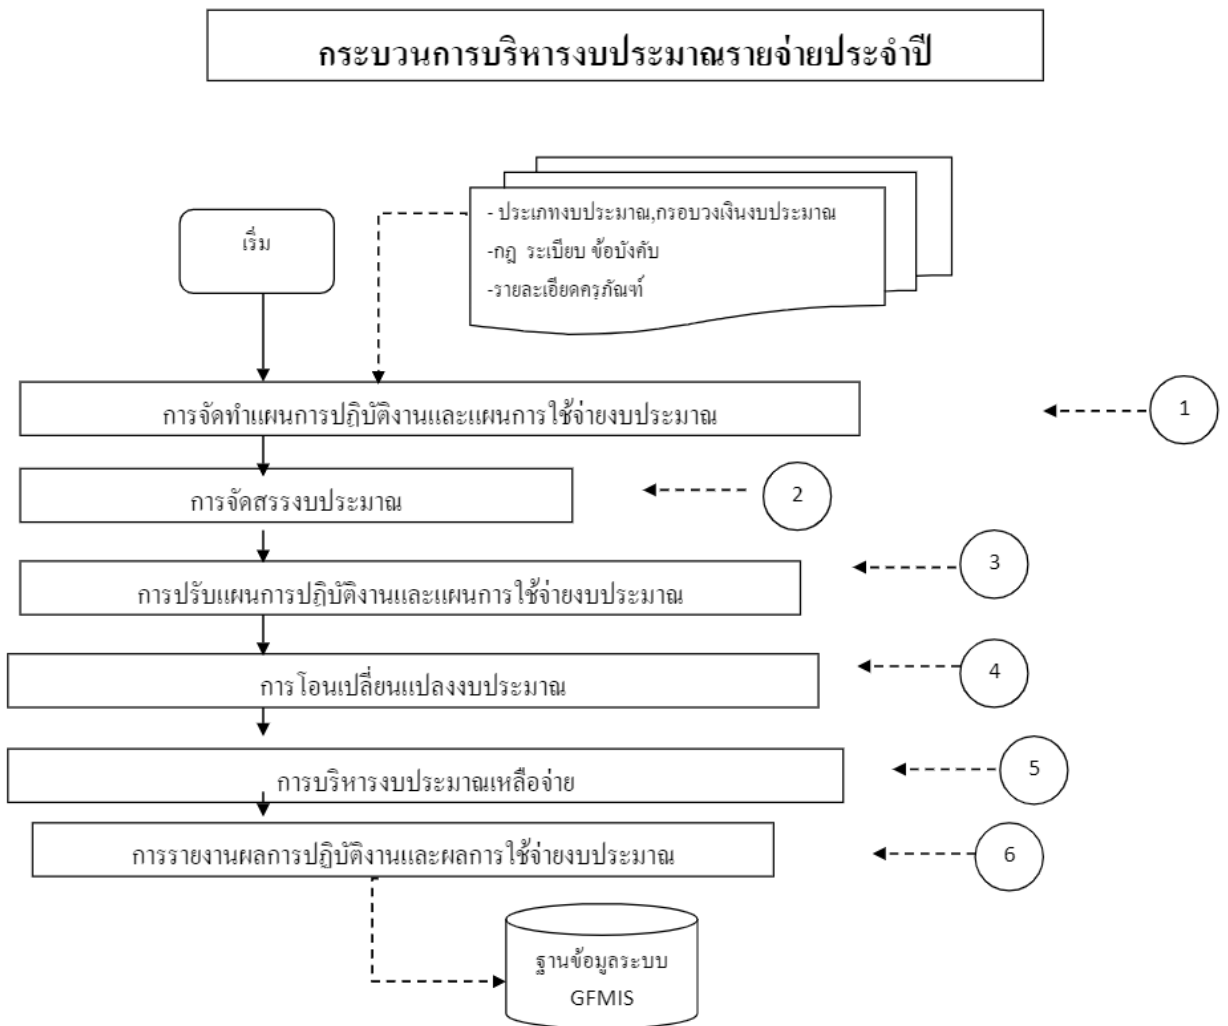 กระบวนการบริหารงบประมาณรายจ่ายประจำปี
เริ่ม
- ประเภทงบประมาณ,กรอบวงเงินงบประมาณ
-กฎ ระเบียบ ข้อบังคับ
-รายละเอียดครุภัณฑ์
การจัดทำแผนการปฏิบัติงานและแผนการใช้จ่ายงบประมาณ
1
การจัดสรรงบประมาณ
2
การปรับแผนการปฏิบัติงานและแผนการใช้จ่ายงบประมาณ
3
การโอนเปลี่ยนแปลงงบประมาณ
4
การบริหารงบประมาณเหลือจ่าย
5
การรายงานผลการปฏิบัติงานและผลการใช้จ่ายงบประมาณ
6
ฐานข้อมูลระบบ
GFMIS